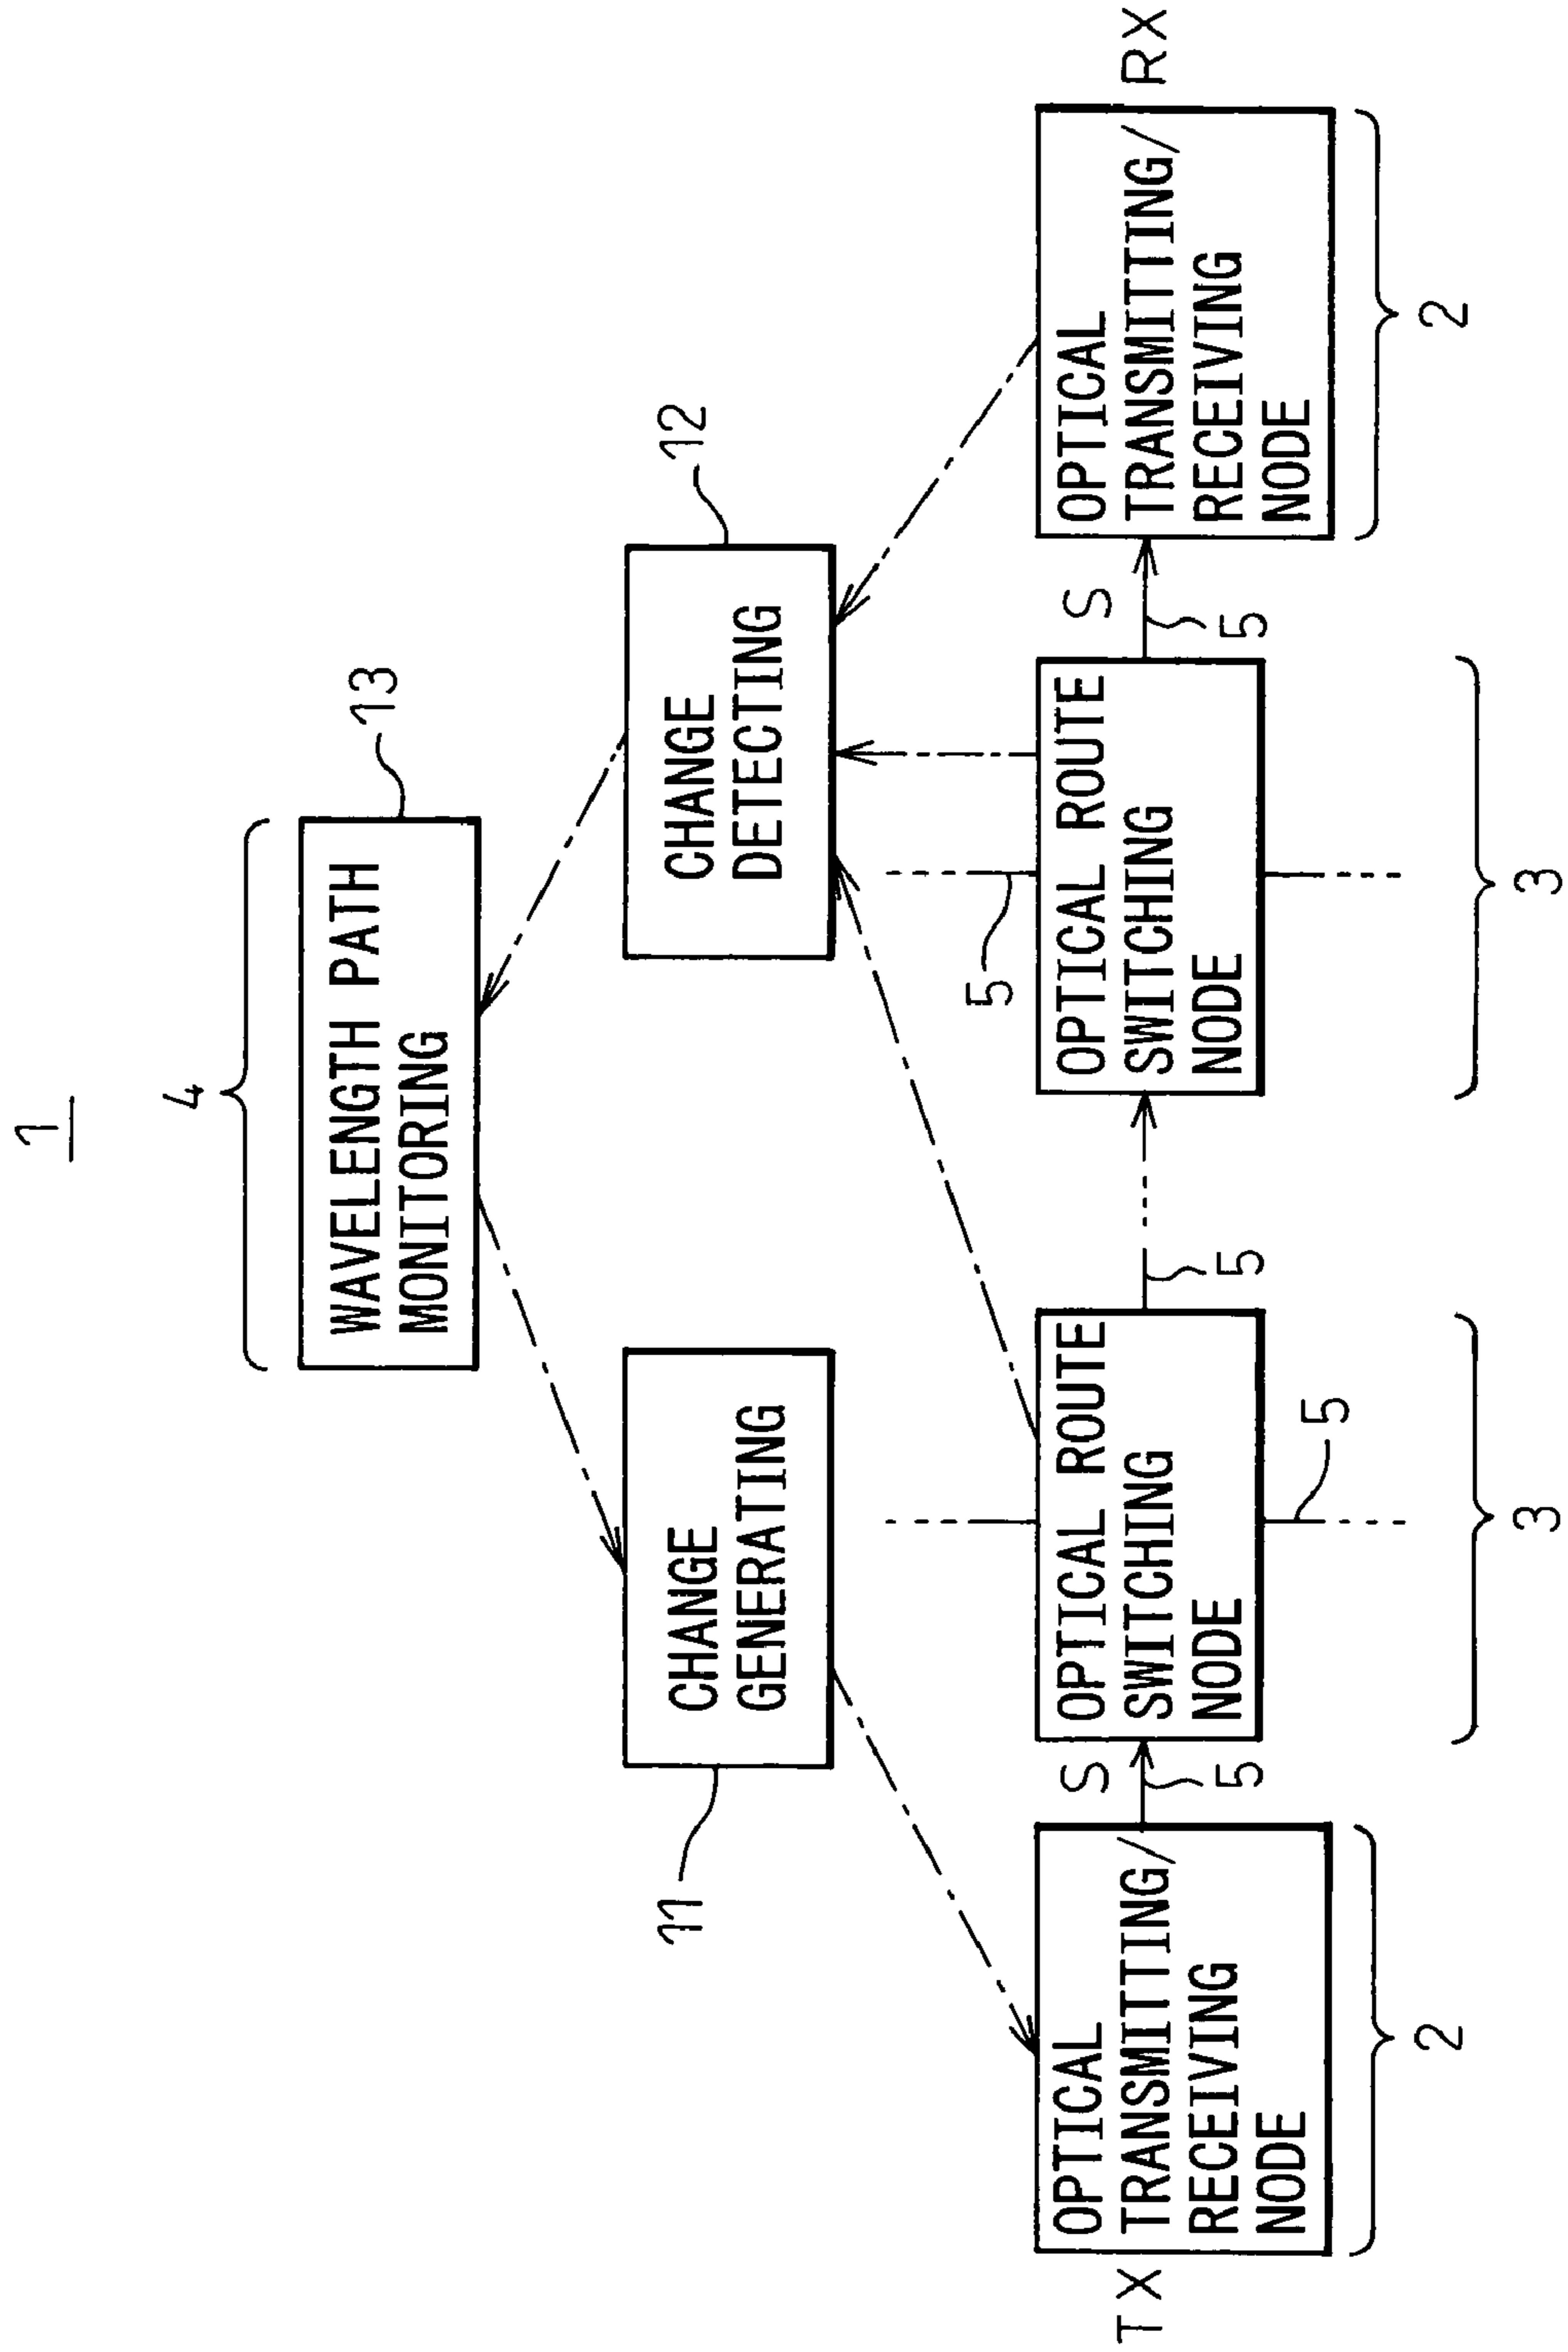 1
4
WAVELENGTH PATH
MONITORING
13
CHANGE
GENERATING
11
CHANGE
DETECTING
12
TX
OPTICAL
TRANSMITTING/
RECEIVING
NODE
2
S
5
OPTICAL ROUTE
SWITCHING
NODE
3
5
5
OPTICAL ROUTE
SWITCHING
NODE
3
5
S
5
OPTICAL
TRANSMITTING/
RECEIVING
NODE
2
RX